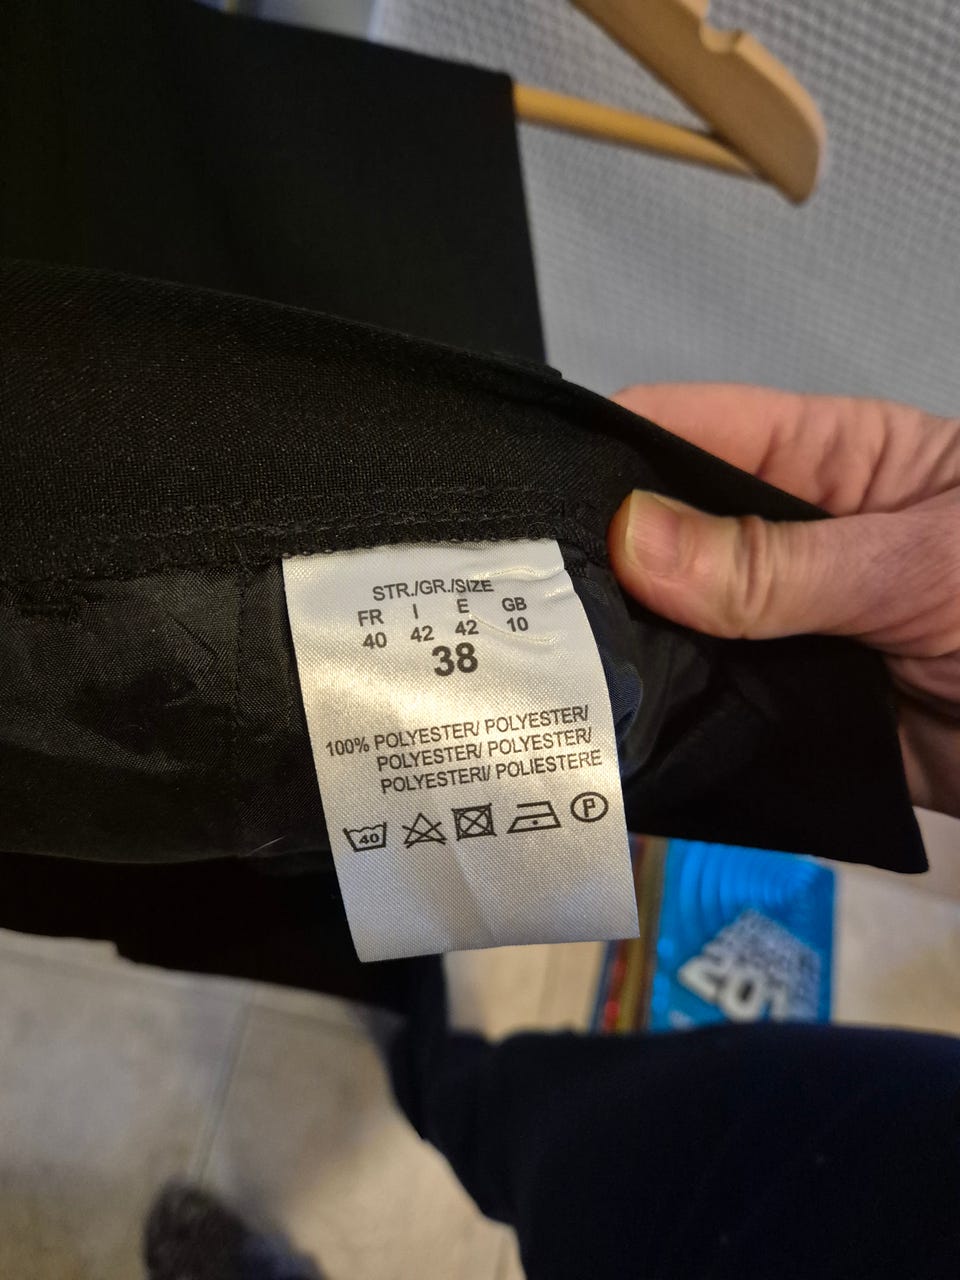 STR./GR./SIZE
FR I E GB
40 42 42 10
38
100% POLYESTER/ POLYESTER/
POLYESTER/ POLYESTER/
POLYESTERI/ POLIESTERE
40 P